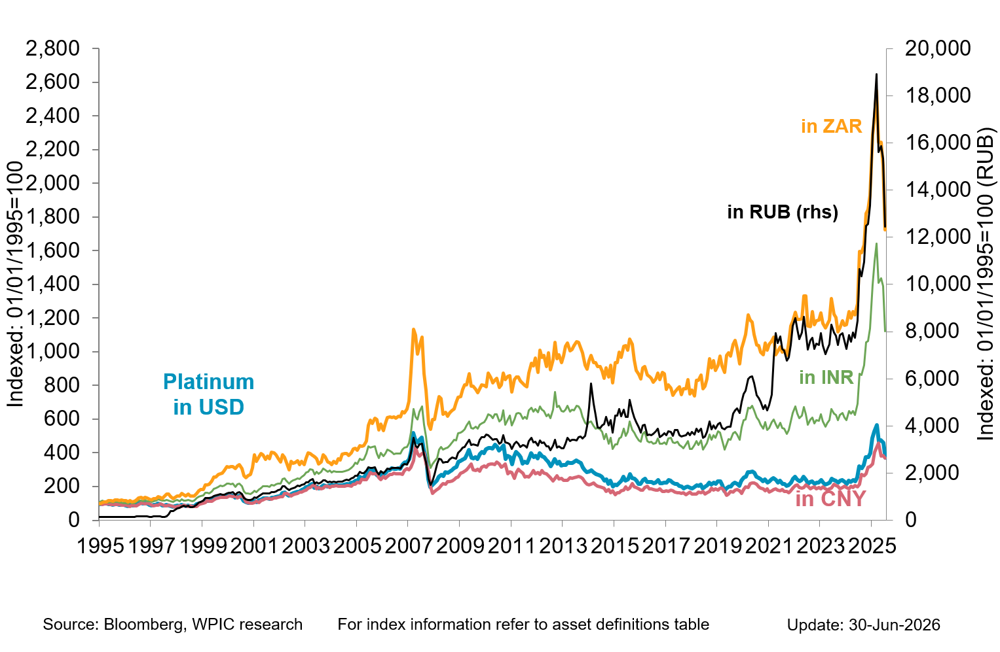 2,800
2,600
2,400
2,200
2,000
1,800
1,600
1,400
1,200
1,000
800
600
400
200
0
Indexed: 01/01/1995=100
20,000
18,000
16,000
14,000
12,000
10,000
8,000
6,000
4,000
2,000
0
Indexed: 01/01/1995=100 (RUB)
in ZAR
in RUB (rhs)
in INR
Platinum
in USD
in CNY
1995 1997 1999 2001 2003 2005 2007 2009 2011 2013 2015 2017 2019 2021 2023 2025
Source: Bloomberg, WPIC research For index information refer to asset definitions table Update: 30-Jun-2026